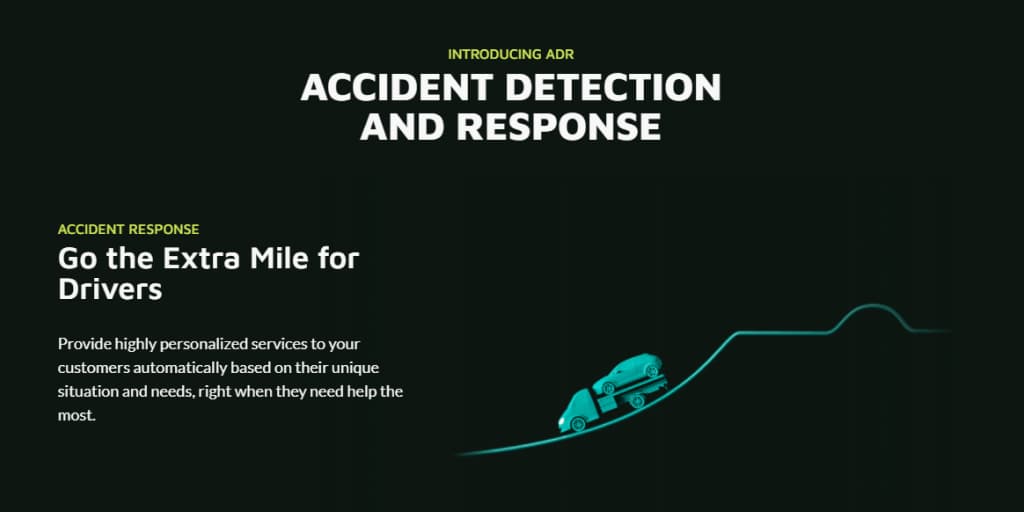 INTRODUCING ADR
ACCIDENT DETECTION
AND RESPONSE
ACCIDENT RESPONSE
Go the Extra Mile for
Drivers
Provide highly personalized services to your
customers automatically based on their unique
situation and needs, right when they need help the
most.